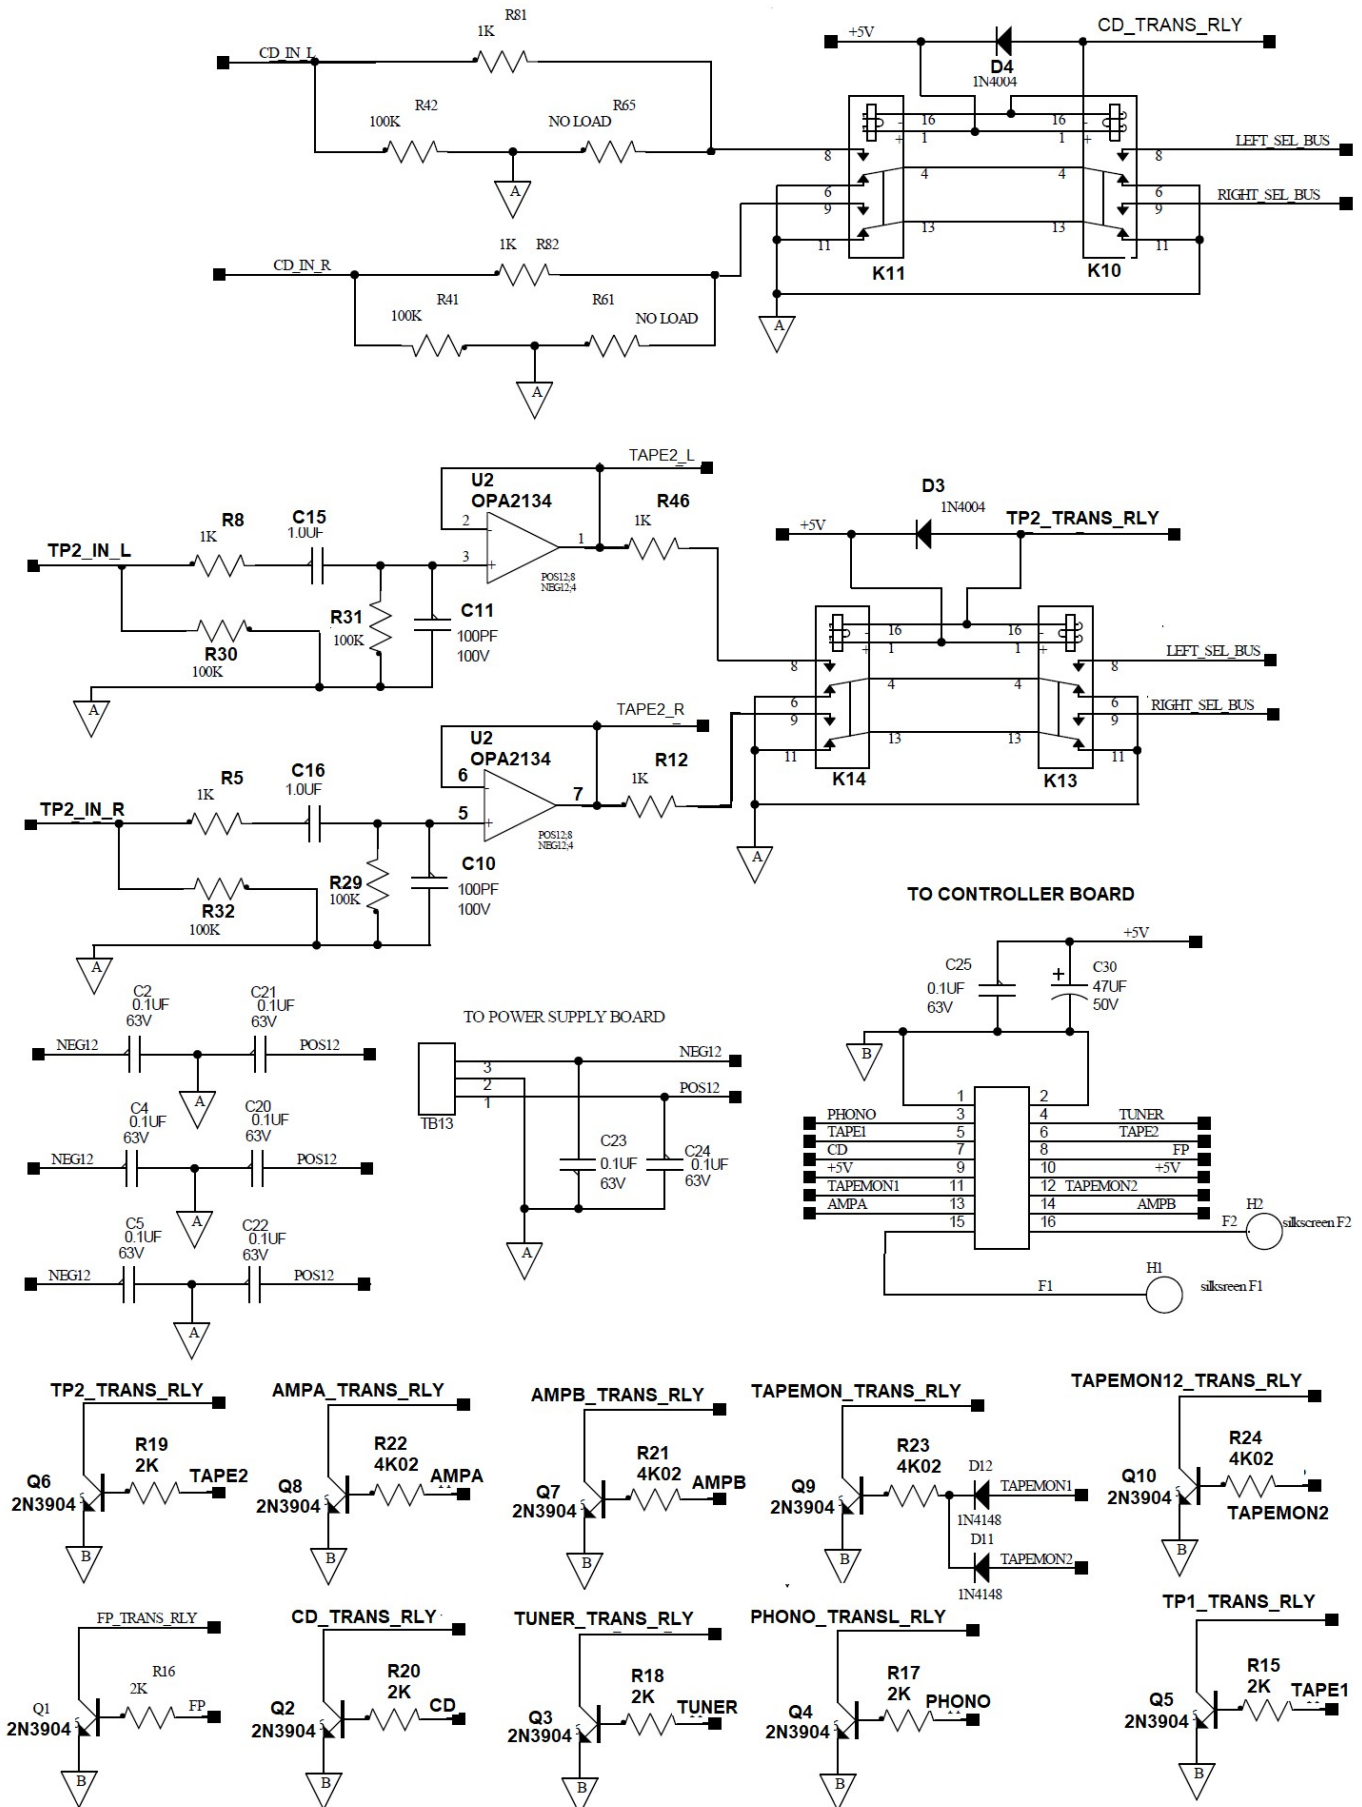 R81
1K
CD_IN_L
R42
100K
R65
NO LOAD
A
+5V
CD_TRANS_RLY
D4
1N4004
16 - 16 -
1 + 1 +
8 8 LEFT_SEL_BUS
4 4
6 6
9 9 RIGHT_SEL_BUS
13 13
11 11
K11 K10
A
1K R82
CD_IN_R
R41
100K
R61
NO LOAD
A
TAPE2_L
U2
OPA2134
R46
1K
2 -
1
3 +
POS12;8
NEG12;4
R8
1K
C15
1.0UF
TP2_IN_L
R31
100K
C11
100PF
100V
R30
100K
A
D3
1N4004
+5V
TP2_TRANS_RLY
16 - 16 -
1 + 1 +
8 8 LEFT_SEL_BUS
4 4
6 6
9 9 RIGHT_SEL_BUS
13 13
11 11
K14 K13
A
TAPE2_R
U2
OPA2134
R12
1K
6 -
7
5 +
POS12;8
NEG12;4
R5
1K
C16
1.0UF
TP2_IN_R
R29
100K
C10
100PF
100V
R32
100K
A
TO CONTROLLER BOARD
+5V
C25
0.1UF
63V
+
C30
47UF
50V
B
1 2
PHONO 3 4 TUNER
TAPE1 5 6 TAPE2
CD 7 8 FP
+5V 9 10 +5V
TAPEMON1 11 12 TAPEMON2
AMPA 13 14 AMPB
15 16 F2 H2 silkscreen F2
F1 H1 silksreen F1
C2
0.1UF
63V
C21
0.1UF
63V
NEG12 POS12
A
C4
0.1UF
63V
C20
0.1UF
63V
NEG12 POS12
A
C5
0.1UF
63V
C22
0.1UF
63V
NEG12 POS12
A
TO POWER SUPPLY BOARD
3 NEG12
2
1 POS12
TB13
C23
0.1UF
63V
C24
0.1UF
63V
A
TP2_TRANS_RLY
R19
2K
TAPE2
Q6
2N3904
B
AMPA_TRANS_RLY
R22
4K02
AMPA
Q8
2N3904
B
AMPB_TRANS_RLY
R21
4K02
AMPB
Q7
2N3904
B
TAPEMON_TRANS_RLY
R23
4K02
D12
TAPEMON1
1N4148
D11
TAPEMON2
1N4148
Q9
2N3904
B
TAPEMON12_TRANS_RLY
R24
4K02
TAPEMON2
Q10
2N3904
B
FP_TRANS_RLY
R16
2K
FP
Q1
2N3904
B
CD_TRANS_RLY
R20
2K
CD
Q2
2N3904
B
TUNER_TRANS_RLY
R18
2K
TUNER
Q3
2N3904
B
PHONO_TRANSL_RLY
R17
2K
PHONO
Q4
2N3904
B
TP1_TRANS_RLY
R15
2K
TAPE1
Q5
2N3904
B